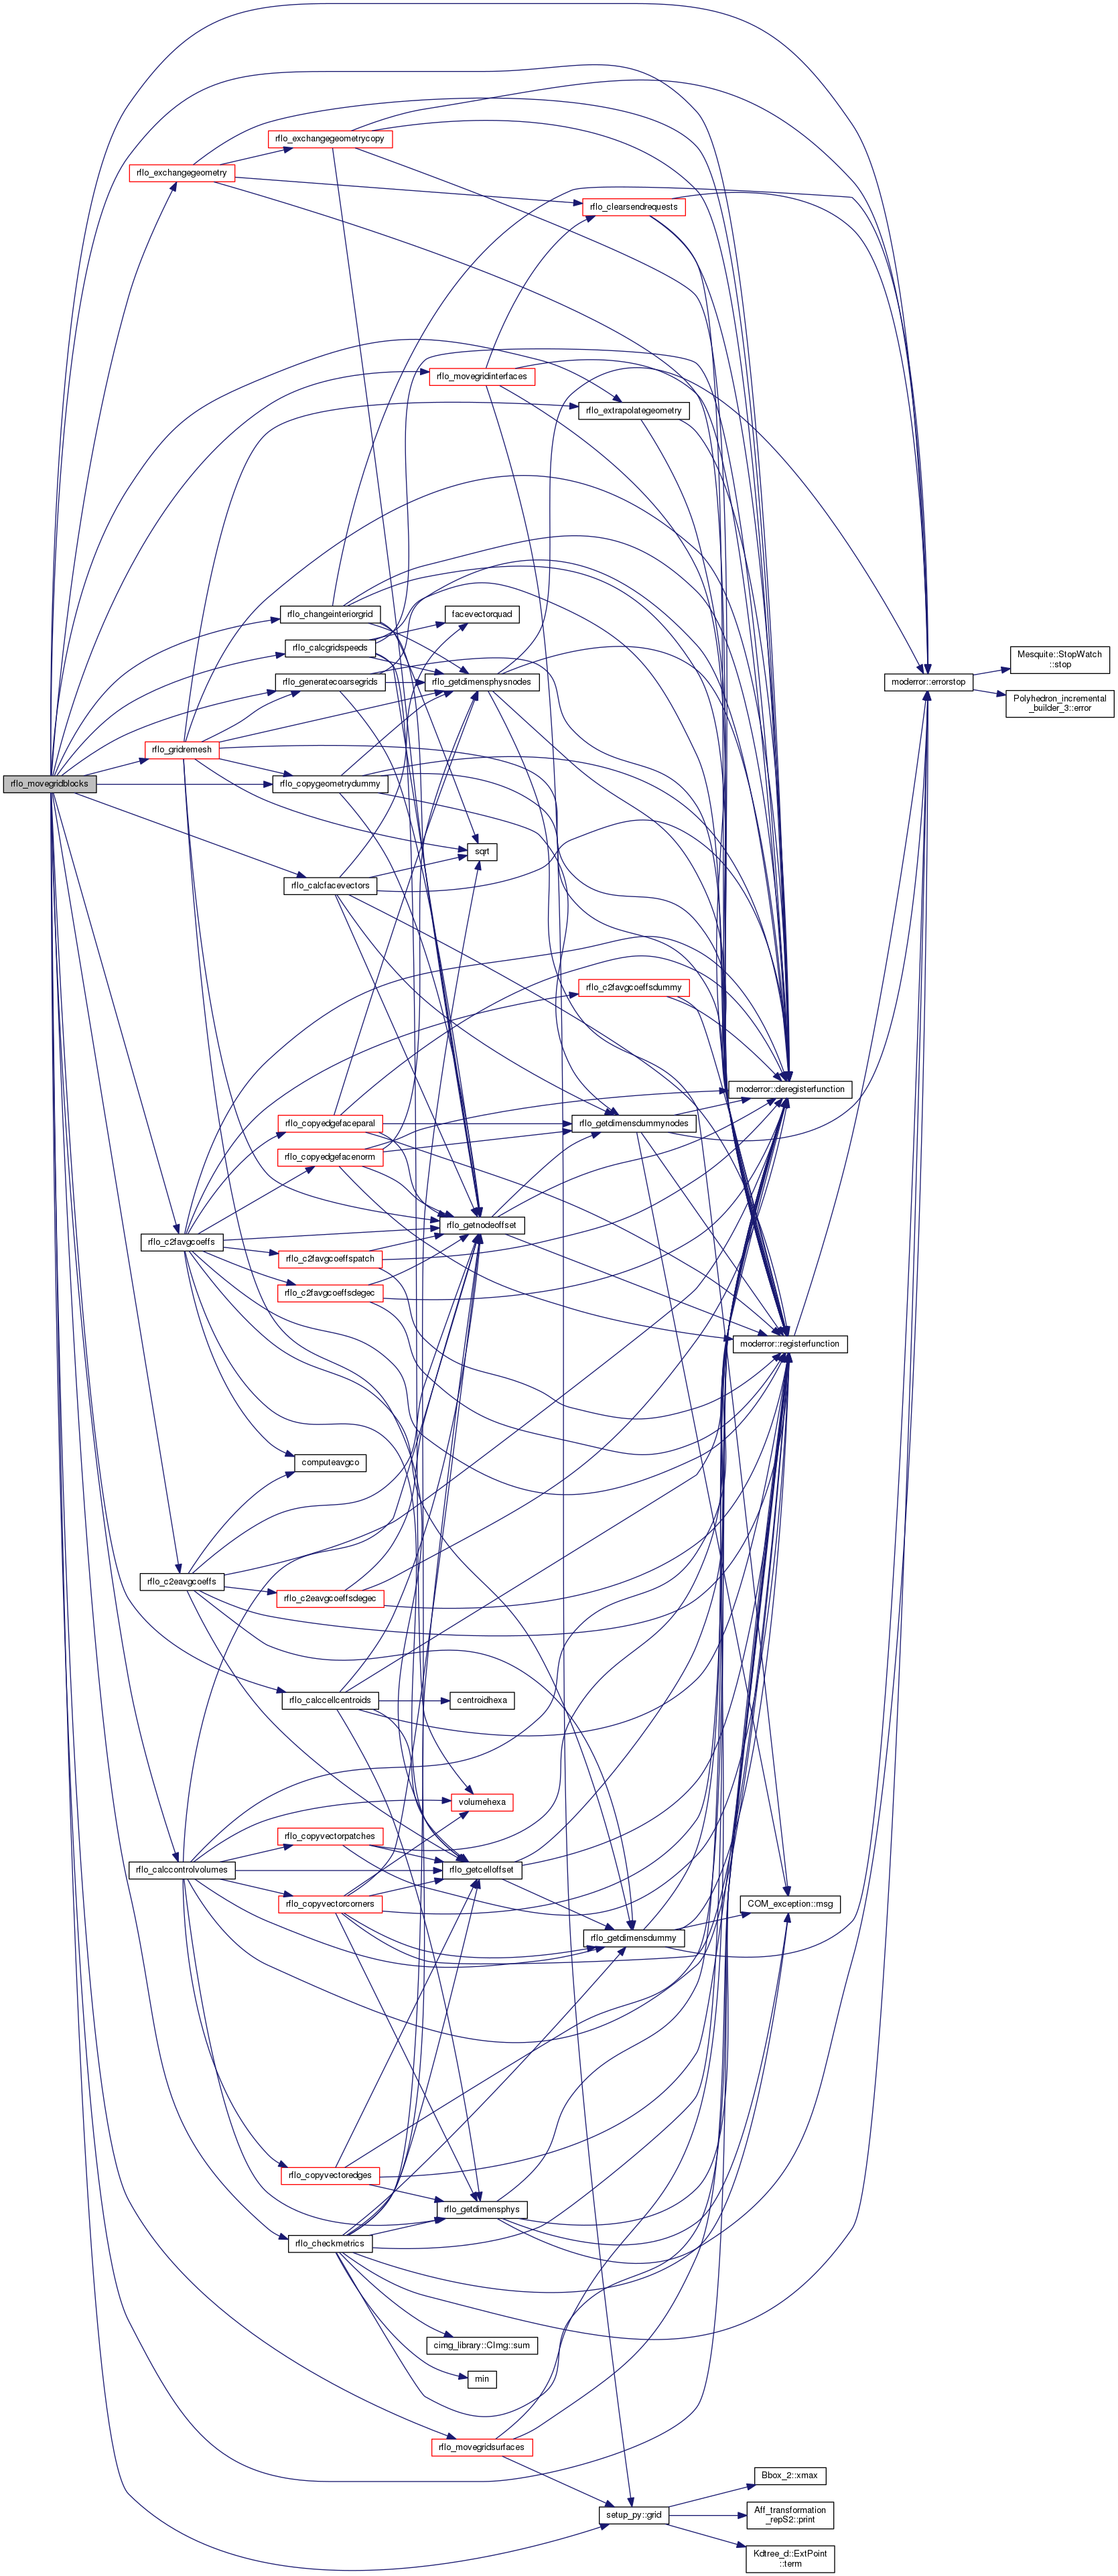 rflo_exchangegeometrycopy
rflo_exchangegeometry
rflo_clearsendrequests
rflo_movegridinterfaces
rflo_extrapolategeometry
rflo_changeinteriorgrid
facevectorquad
rflo_calcgridspeeds
Mesquite::StopWatch
::stop
rflo_generatecoarsegrids
rflo_getdimensphysnodes
moderror::errorstop
Polyhedron_incremental
_builder_3::error
rflo_gridremesh
rflo_movegridblocks
rflo_copygeometrydummy
sqrt
rflo_calcfacevectors
rflo_c2favgcoeffsdummy
moderror::deregisterfunction
rflo_copyedgefaceparal
rflo_getdimensdummynodes
rflo_copyedgefacenorm
rflo_getnodeoffset
rflo_c2favgcoeffs
rflo_c2favgcoeffspatch
rflo_c2favgcoeffsdegec
moderror::registerfunction
computeavgco
rflo_c2eavgcoeffs
rflo_c2eavgcoeffsdegec
rflo_calccellcentroids
centroidhexa
volumehexa
rflo_copyvectorpatches
rflo_calccontrolvolumes
rflo_getcelloffset
rflo_copyvectorcorners
COM_exception::msg
rflo_getdimensdummy
rflo_copyvectoredges
rflo_getdimensphys
rflo_checkmetrics
cimg_library::CImg::sum
min
rflo_movegridsurfaces
Bbox_2::xmax
setup_py::grid
Aff_transformation
_repS2::print
Kdtree_d::ExtPoint
::term